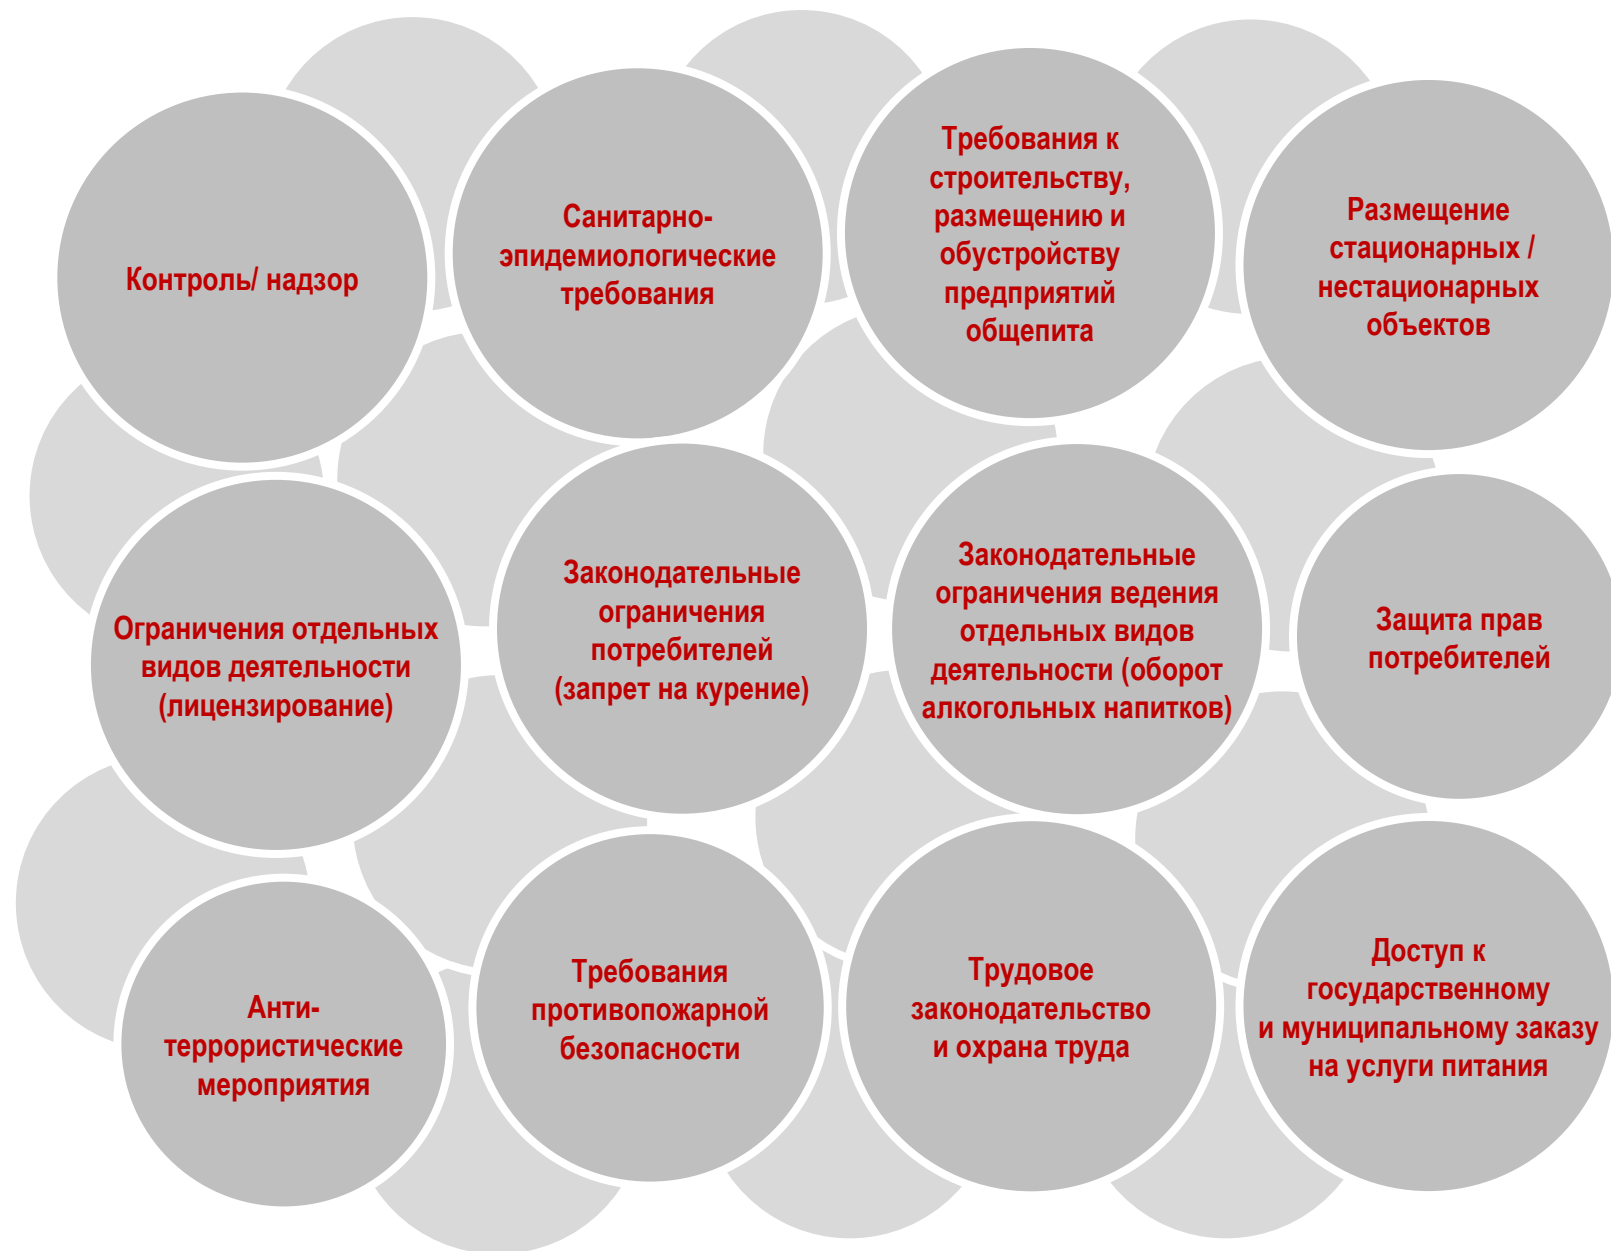 Контроль/ надзор
Санитарно-
эпидемиологические
требования
Требования к
строительству,
размещению и
обустройству
предприятий
общепита
Размещение
стационарных /
нестационарных
объектов
Ограничения отдельных
видов деятельности
(лицензирование)
Законодательные
ограничения
потребителей
(запрет на курение)
Законодательные
ограничения ведения
отдельных видов
деятельности (оборот
алкогольных напитков)
Защита прав
потребителей
Анти-
террористические
мероприятия
Требования
противопожарной
безопасности
Трудовое
законодательство
и охрана труда
Доступ к
государственному
и муниципальному заказу
на услуги питания